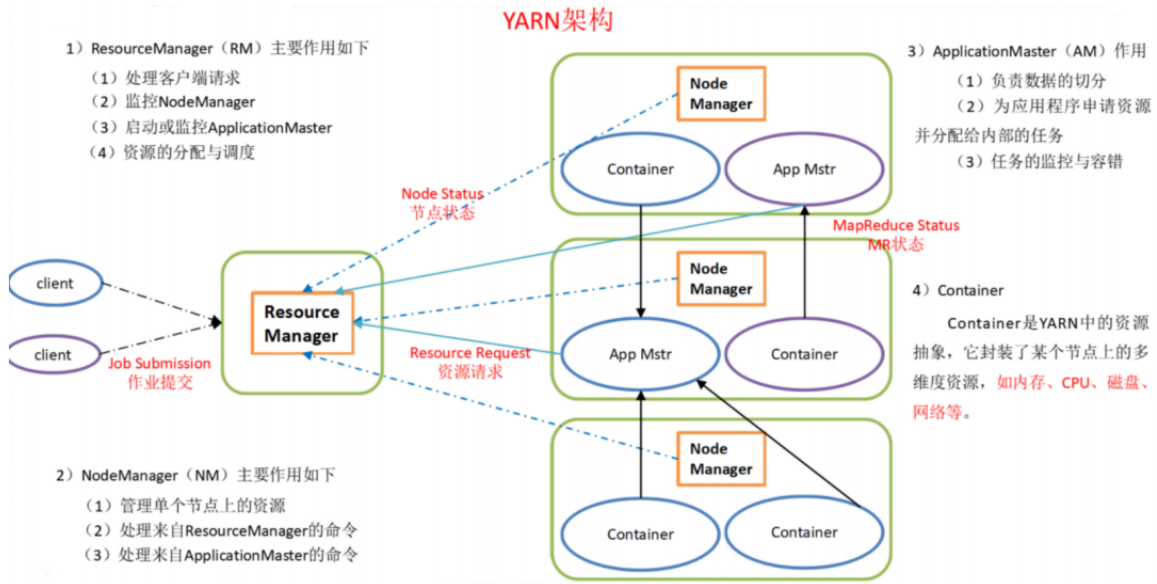 YARN架构
1）ResourceManager（RM）主要作用如下
（1）处理客户端请求
（2）监控NodeManager
（3）启动或监控ApplicationMaster
（4）资源的分配与调度
3）ApplicationMaster（AM）作用
（1）负责数据的切分
（2）为应用程序申请资源
并分配给内部的任务
（3）任务的监控与容错
Node
Manager
Container
App Mstr
Node Status
节点状态
MapReduce Status
MR状态
client
client
Job Submission
作业提交
Resource
Manager
Resource Request
资源请求
Node
Manager
App Mstr
Container
4）Container
Container是YARN中的资源
抽象，它封装了某个节点上的多
维度资源，如内存、CPU、磁盘、
网络等。
Node
Manager
Container
Container
2）NodeManager（NM）主要作用如下
（1）管理单个节点上的资源
（2）处理来自ResourceManager的命令
（3）处理来自ApplicationMaster的命令